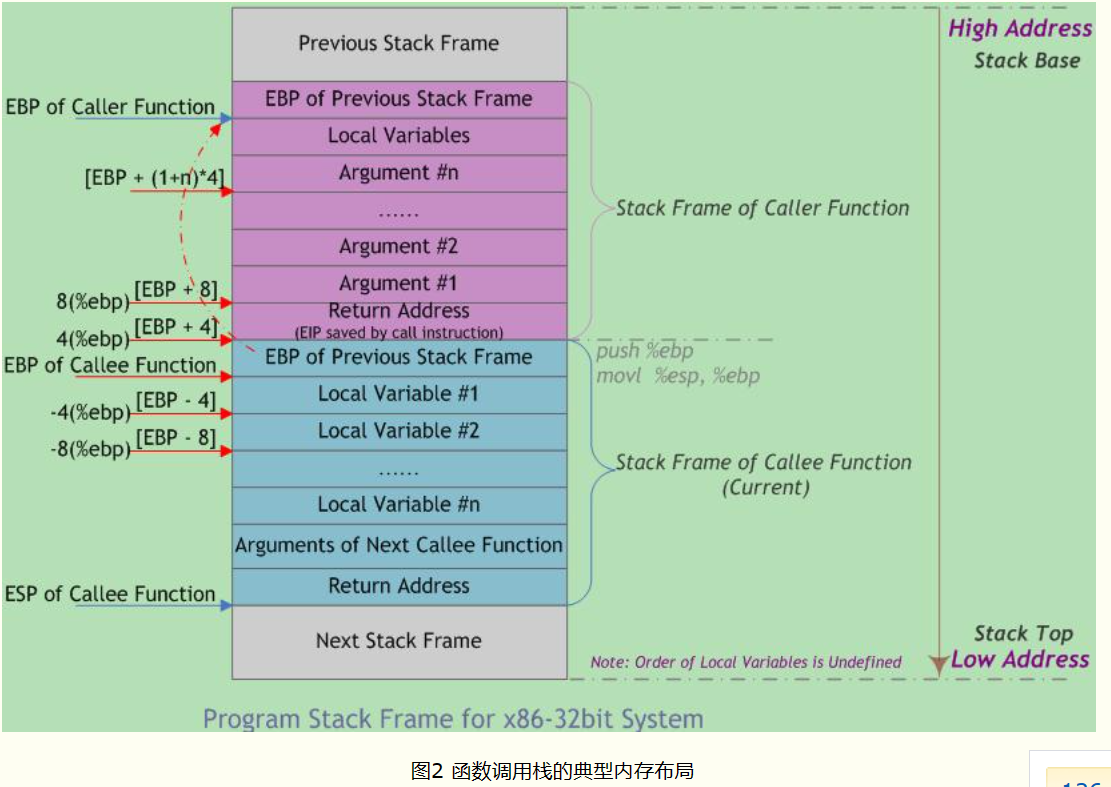 High Address
Stack Base
Previous Stack Frame
EBP of Previous Stack Frame
EBP of Caller Function
Local Variables
Argument #n
[EBP + (1+n)*4]
......
Stack Frame of Caller Function
Argument #2
Argument #1
8(%ebp) [EBP + 8]
Return Address
(EIP saved by call instruction)
4(%ebp) [EBP + 4]
EBP of Previous Stack Frame
push %ebp
movl %esp, %ebp
EBP of Callee Function
Local Variable #1
-4(%ebp) [EBP - 4]
Local Variable #2
-8(%ebp) [EBP - 8]
......
Stack Frame of Callee Function
(Current)
Local Variable #n
Arguments of Next Callee Function
Return Address
ESP of Callee Function
Next Stack Frame
Stack Top
Low Address
Note: Order of Local Variables is Undefined
Program Stack Frame for x86-32bit System
图2 函数调用栈的典型内存布局